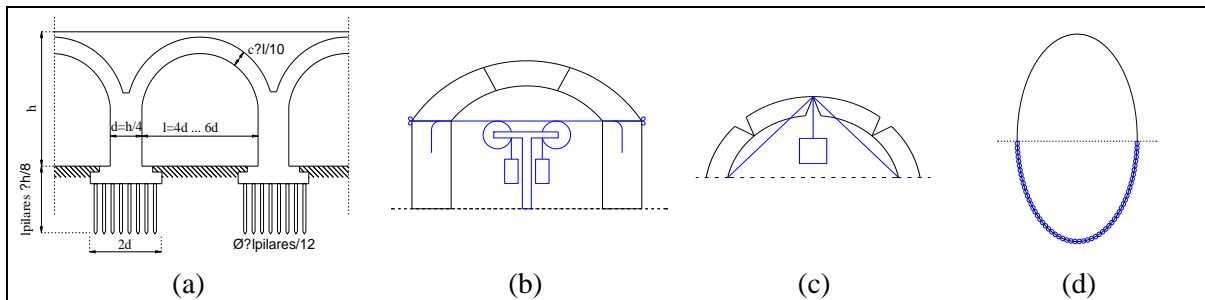 h
c?l/10
d=h/4
l=4d ... 6d
lpilares ?h/8
2d
Ø?lpilares/12
(a)
(b)
(c)
(d)